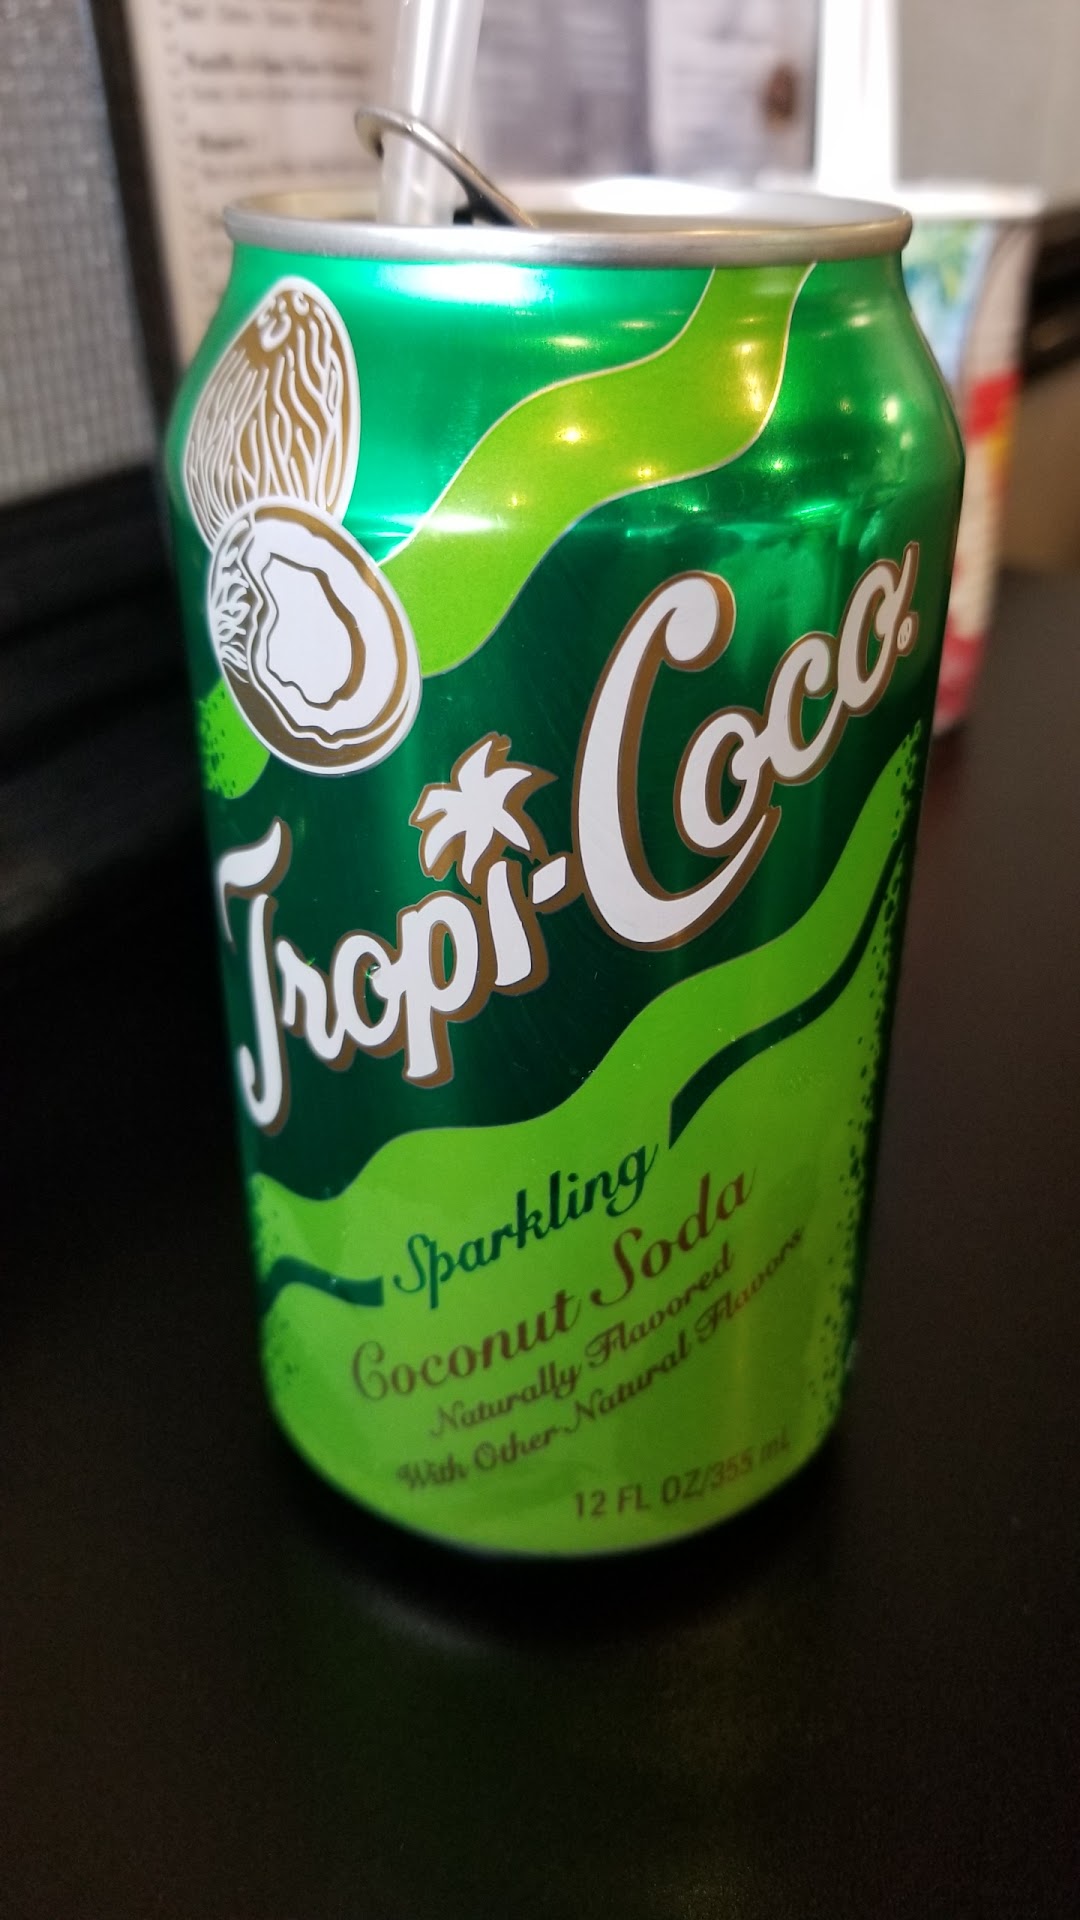 Tropi-Coco®
Sparkling
Coconut Soda
Naturally Flavored
With Other Natural Flavors
12 FL OZ/355 mL